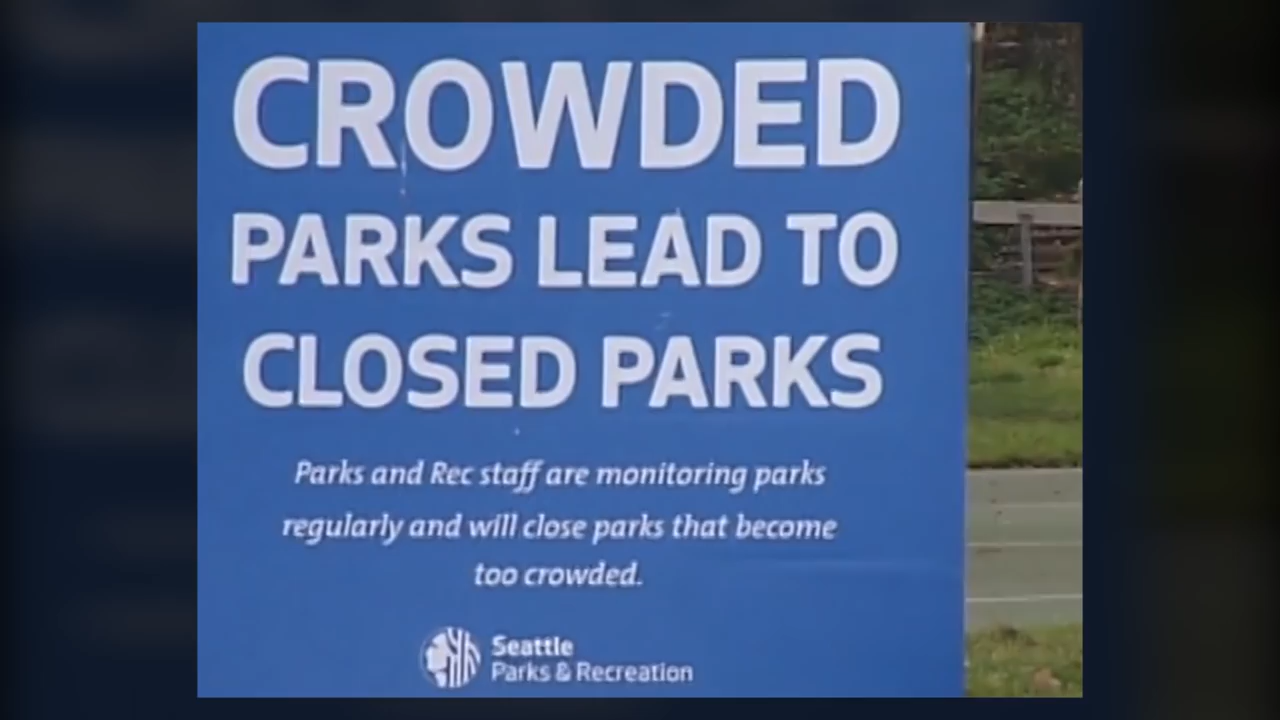 CROWDED
PARKS LEAD TO
CLOSED PARKS
Parks and Rec staff are monitoring parks
regularly and will close parks that become
too crowded.
Seattle
Parks & Recreation